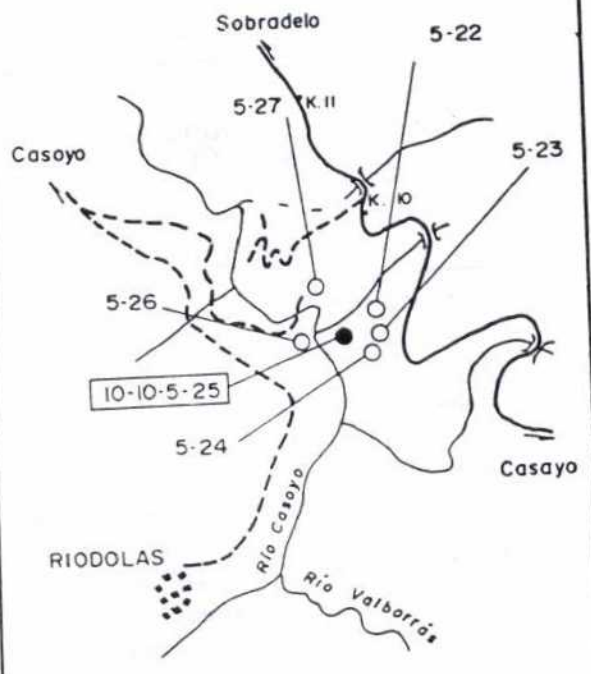 Sobradelo
5-22
5-27
K.11
Casoyo
5-23
K. 10
5-26
10-10-5-25
5-24
Casayo
Río Casoyo
RIODOLAS
Río Valborrás